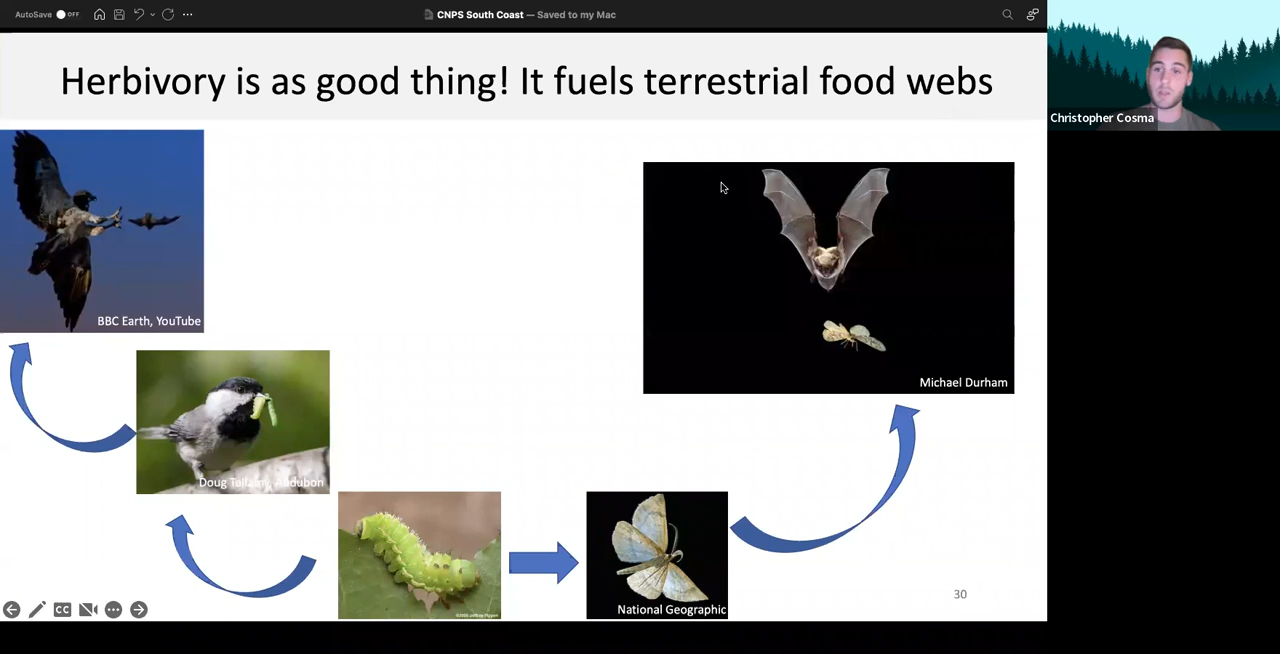 AutoSave OFF
CNPS South Coast — Saved to my Mac
Herbivory is as good thing! It fuels terrestrial food webs
Christopher Cosma
BBC Earth, YouTube
Michael Durham
Doug Tallamy, Audubon
National Geographic
30
CC